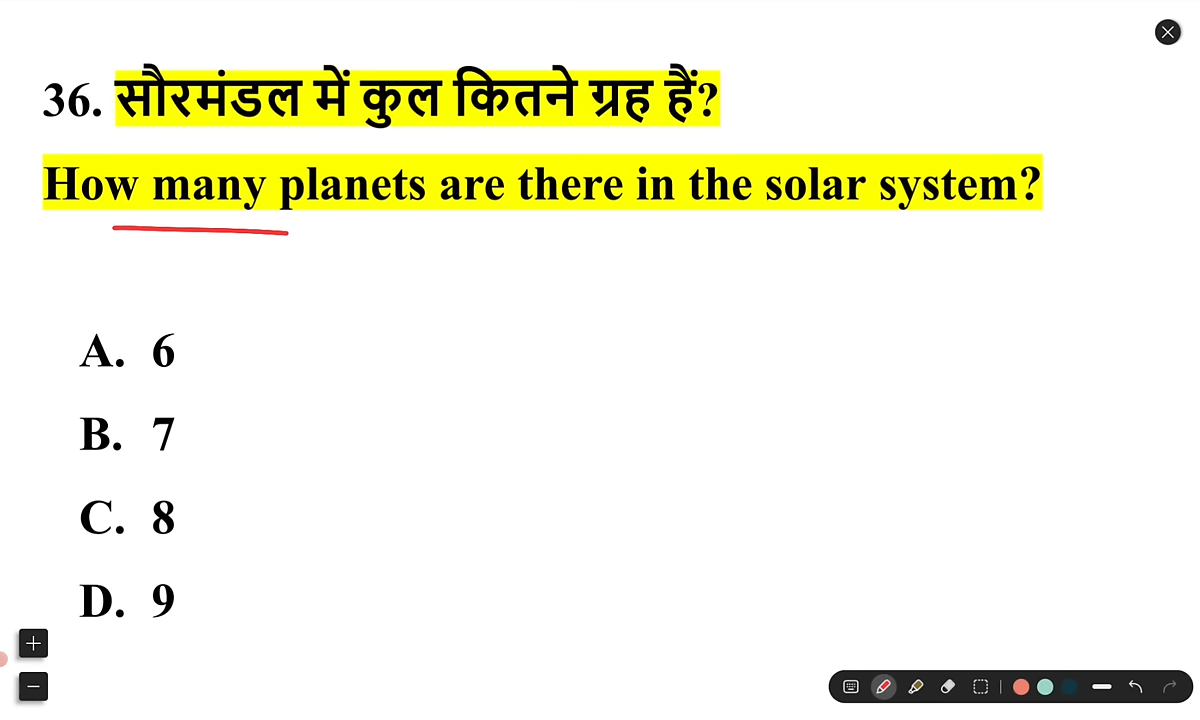 36. सौरमंडल में कुल कितने ग्रह हैं?
How many planets are there in the solar system?
A. 6
B. 7
C. 8
D. 9